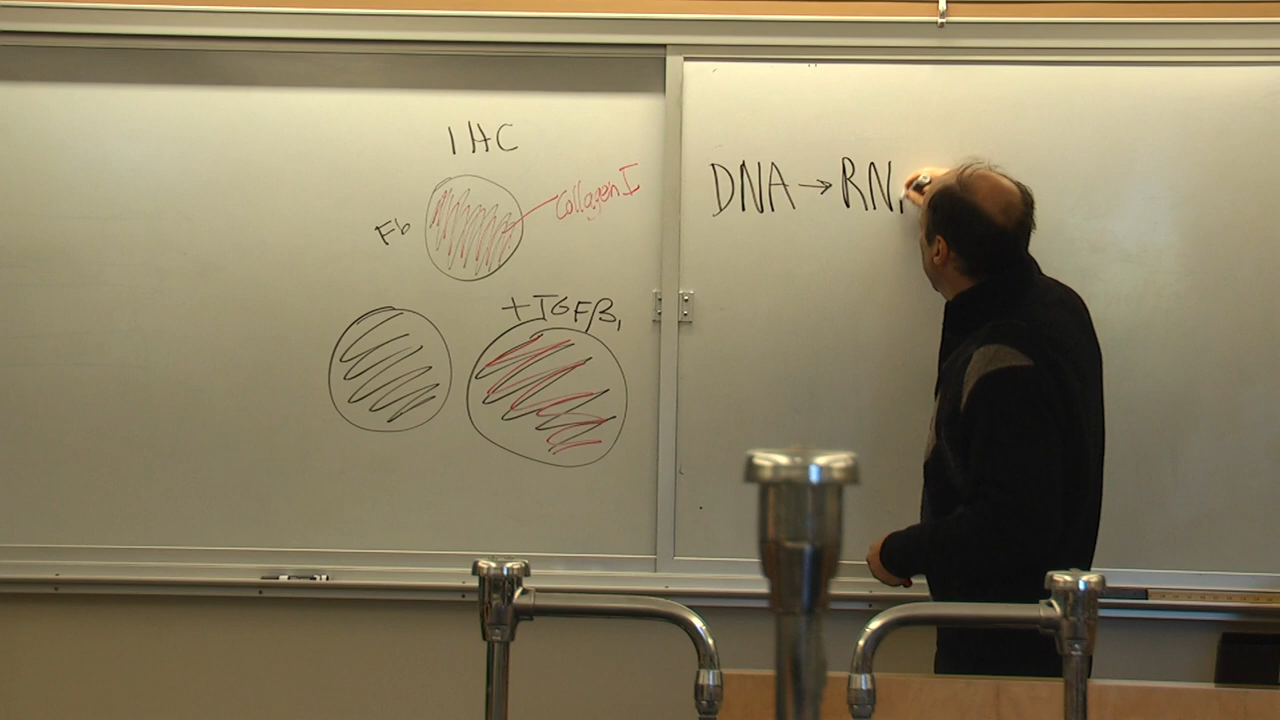 IHC
Collagen I
Fb
+TGFβ1
DNA → RN